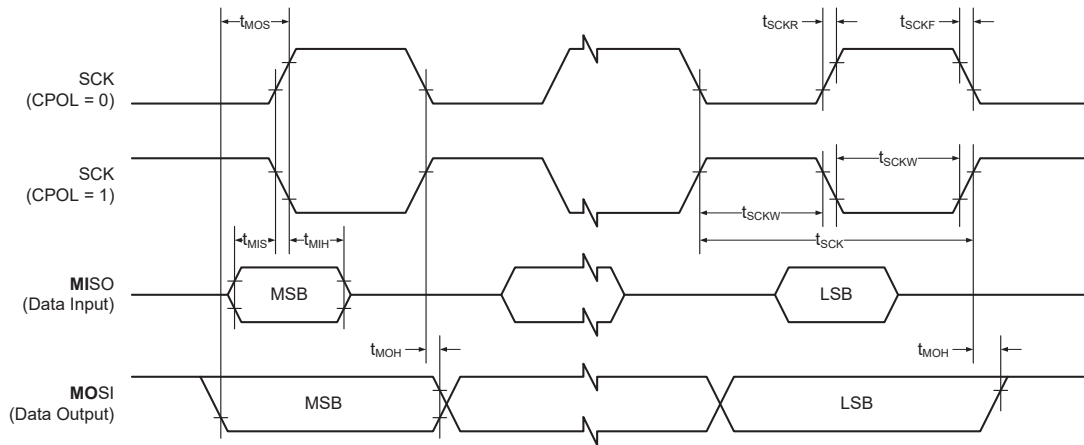 tMOS
tSCKR
tSCKF
SCK
(CPOL = 0)
SCK
(CPOL = 1)
tSCKW
tSCKW
tSCK
tMIS
tMIH
MISO
(Data Input)
MSB
LSB
tMOH
tMOH
MOSI
(Data Output)
MSB
LSB